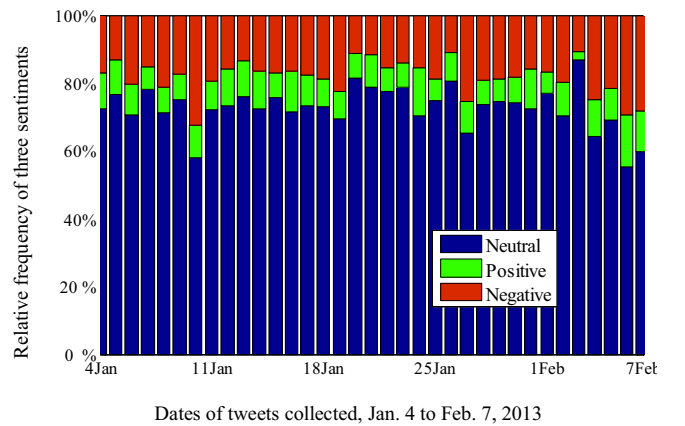 Relative frequency of three sentiments
100%
80%
60%
40%
20 %
0 %
4Jan 11Jan 18Jan 25Jan 1Feb 7Feb
Neutral
Positive
Negative
Dates of tweets collected, Jan. 4 to Feb. 7, 2013